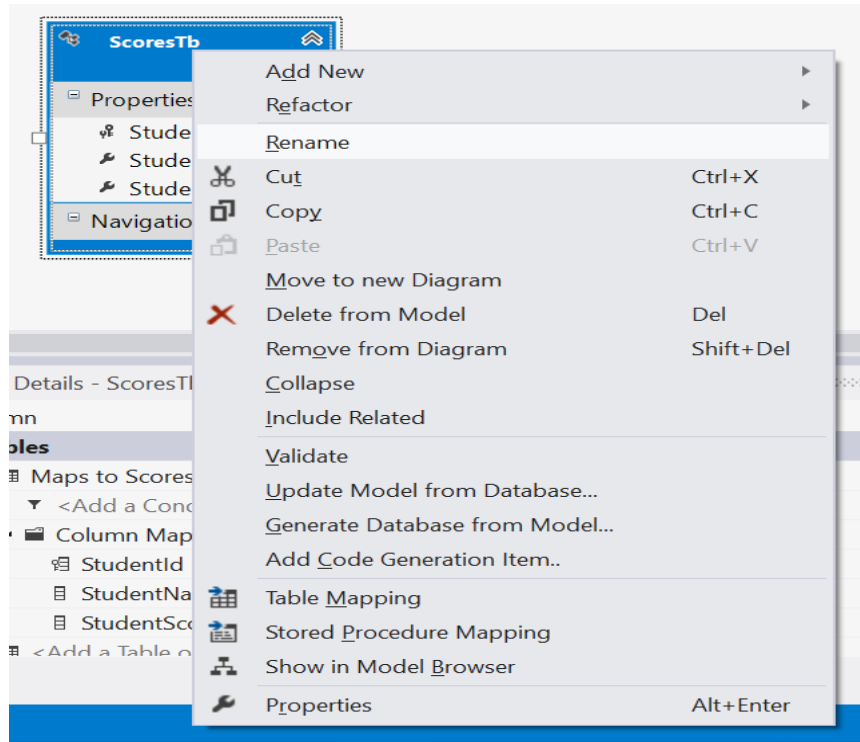 ScoresTb
Properties
Stude
Stude
Stude
Navigatio
Add New
Refactor
Rename
Cut Ctrl+X
Copy Ctrl+C
Paste Ctrl+V
Move to new Diagram
Delete from Model Del
Remove from Diagram Shift+Del
Collapse
Include Related
Validate
Update Model from Database...
Generate Database from Model...
Add Code Generation Item..
Table Mapping
Stored Procedure Mapping
Show in Model Browser
Properties Alt+Enter
Details - ScoresT
mn
bles
Maps to Scores
<Add a Con
Column Map
StudentId
StudentNa
StudentSco
<Add a Table o